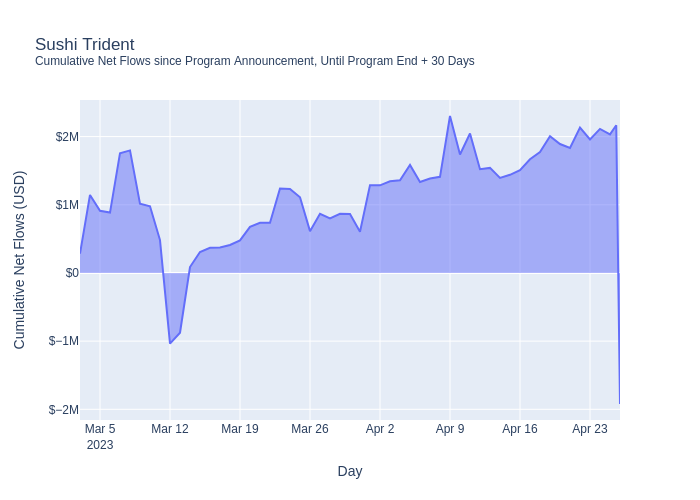 Sushi Trident
Cumulative Net Flows since Program Announcement, Until Program End + 30 Days
Cumulative Net Flows (USD)
$2M
$1M
$0
$−1M
$−2M
Mar 5
2023
Mar 12
Mar 19
Mar 26
Apr 2
Apr 9
Apr 16
Apr 23
Day